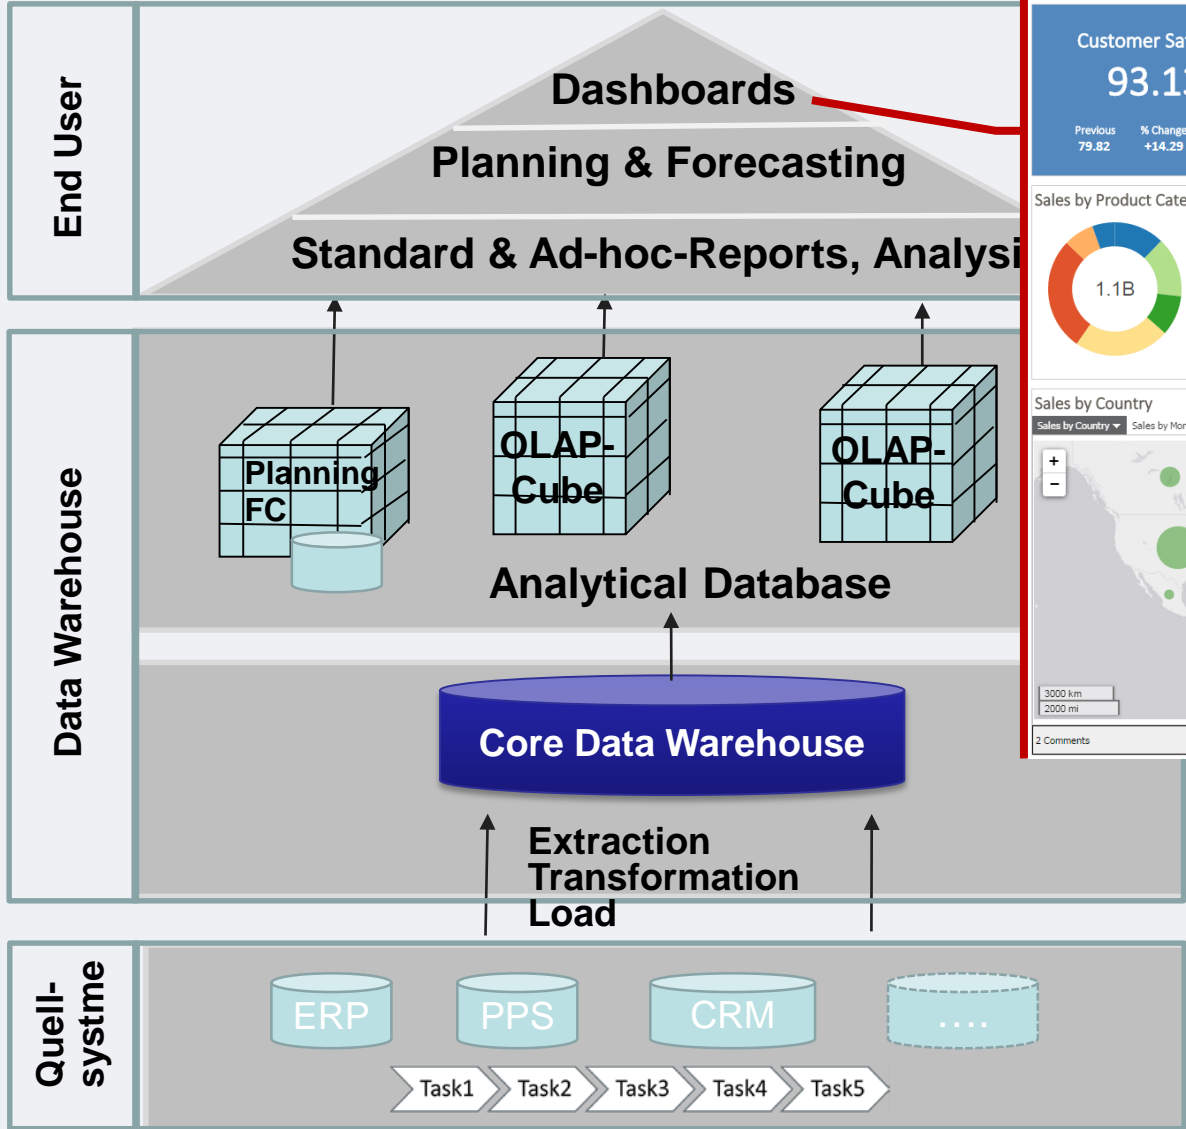 End User
Dashboards
Planning & Forecasting
Standard & Ad-hoc-Reports, Analysi
Customer Sa
93.1
Previous
% Change
79.82
+14.29
Sales by Product Cate
1.1B
Sales by Country
Sales by Country
Sales by Mon
+
−
3000 km
2000 mi
2 Comments
Data Warehouse
Planning
FC
OLAP-
Cube
OLAP-
Cube
Analytical Database
Core Data Warehouse
Extraction
Transformation
Load
Quell-
systme
ERP
PPS
CRM
....
Task1
Task2
Task3
Task4
Task5